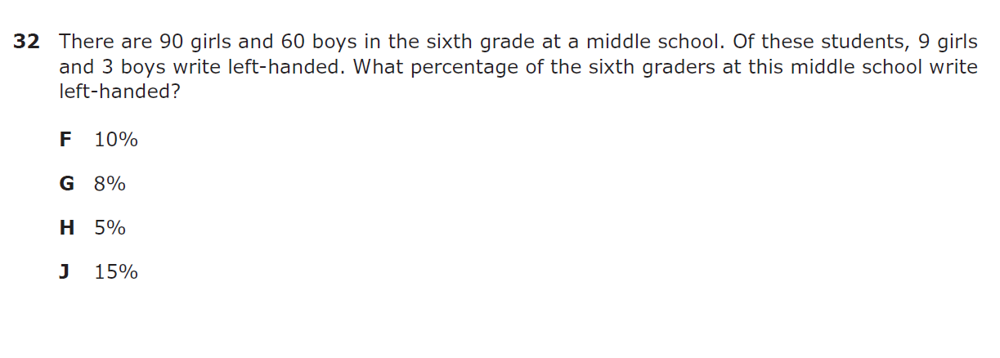 32 There are 90 girls and 60 boys in the sixth grade at a middle school. Of these students, 9 girls
and 3 boys write left-handed. What percentage of the sixth graders at this middle school write
left-handed?
F 10%
G 8%
H 5%
J 15%